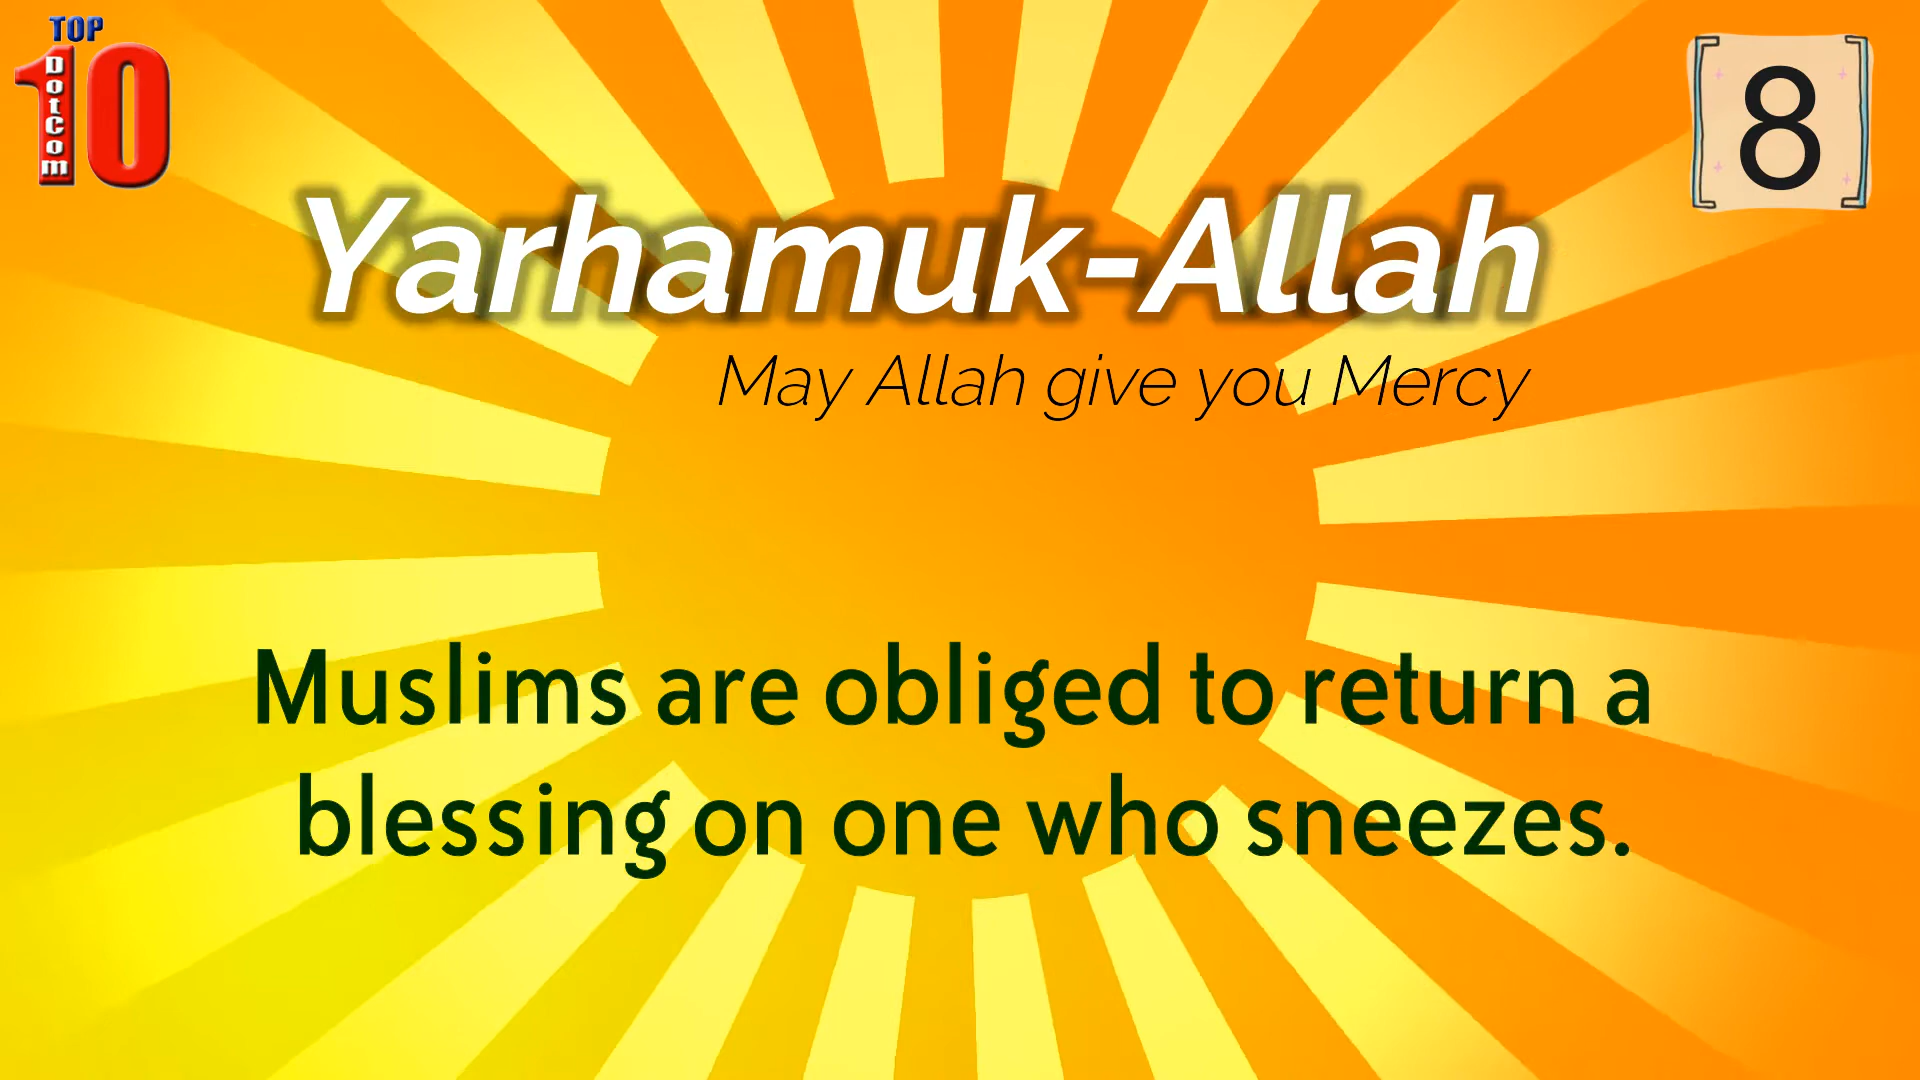 TOP
10
DotCom
8
Yarhamuk-Allah
May Allah give you Mercy
Muslims are obliged to return a
blessing on one who sneezes.